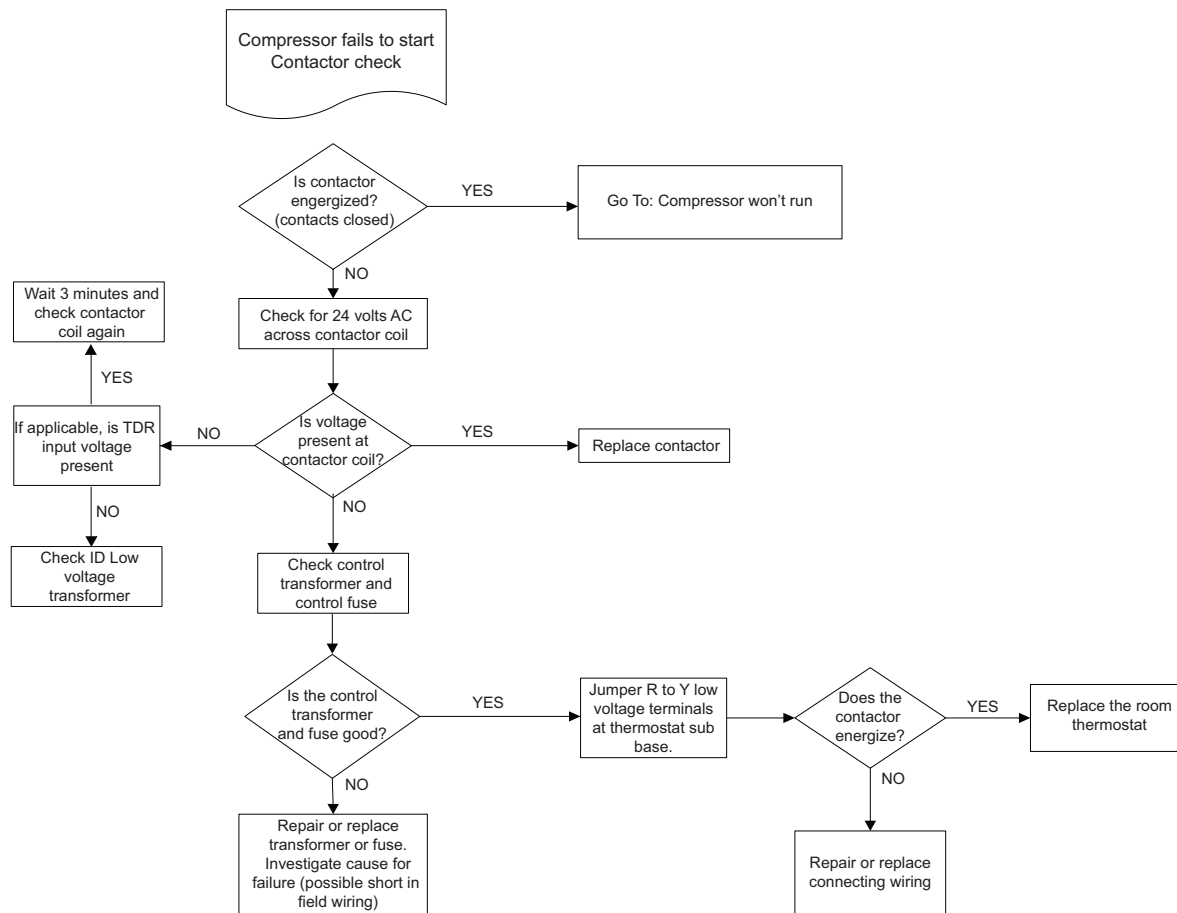 Compressor fails to start
Contactor check
Is contactor
engergized?
(contacts closed)
YES
Go To: Compressor won’t run
NO
Wait 3 minutes and
check contactor
coil again
Check for 24 volts AC
across contactor coil
YES
If applicable, is TDR
input voltage
present
NO
Is voltage
present at
contactor coil?
YES
Replace contactor
NO
NO
Check ID Low
voltage
transformer
Check control
transformer and
control fuse
Is the control
transformer
and fuse good?
YES
Jumper R to Y low
voltage terminals
at thermostat sub
base.
Does the
contactor
energize?
YES
Replace the room
thermostat
NO
NO
Repair or replace
transformer or fuse.
Investigate cause for
failure (possible short in
field wiring)
Repair or replace
connecting wiring